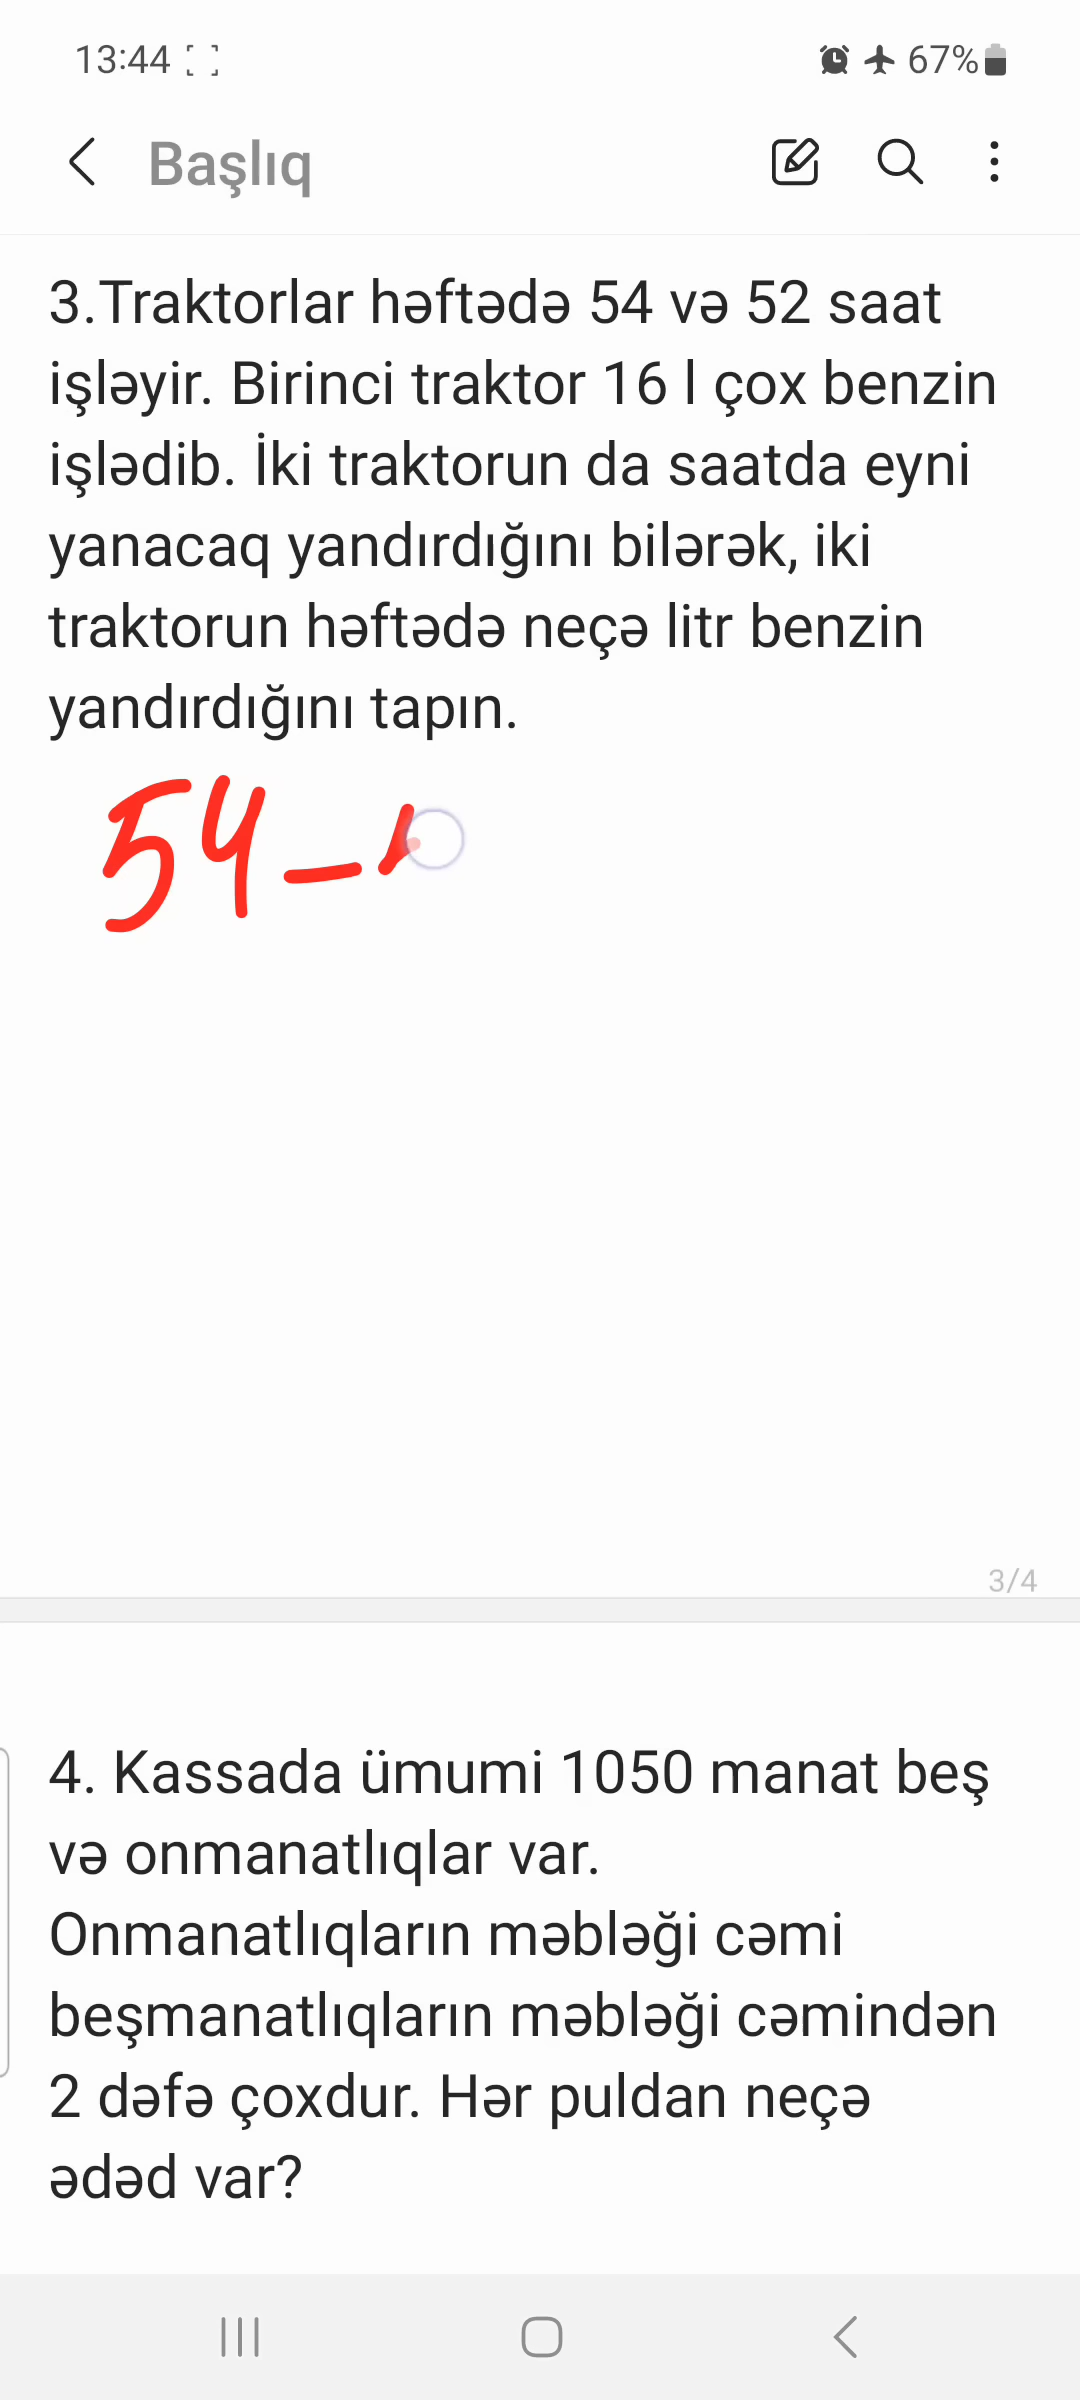 13:44
67%
Başlıq
3.Traktorlar həftədə 54 və 52 saat
işləyir. Birinci traktor 16 l çox benzin
işlədib. İki traktorun da saatda eyni
yanacaq yandırdığını bilərək, iki
traktorun həftədə neçə litr benzin
yandırdığını tapın.
54-
3/4
4. Kassada ümumi 1050 manat beş
və onmanatlıqlar var.
Onmanatlıqların məbləği cəmi
beşmanatlıqların məbləği cəmindən
2 dəfə çoxdur. Hər puldan neçə
ədəd var?